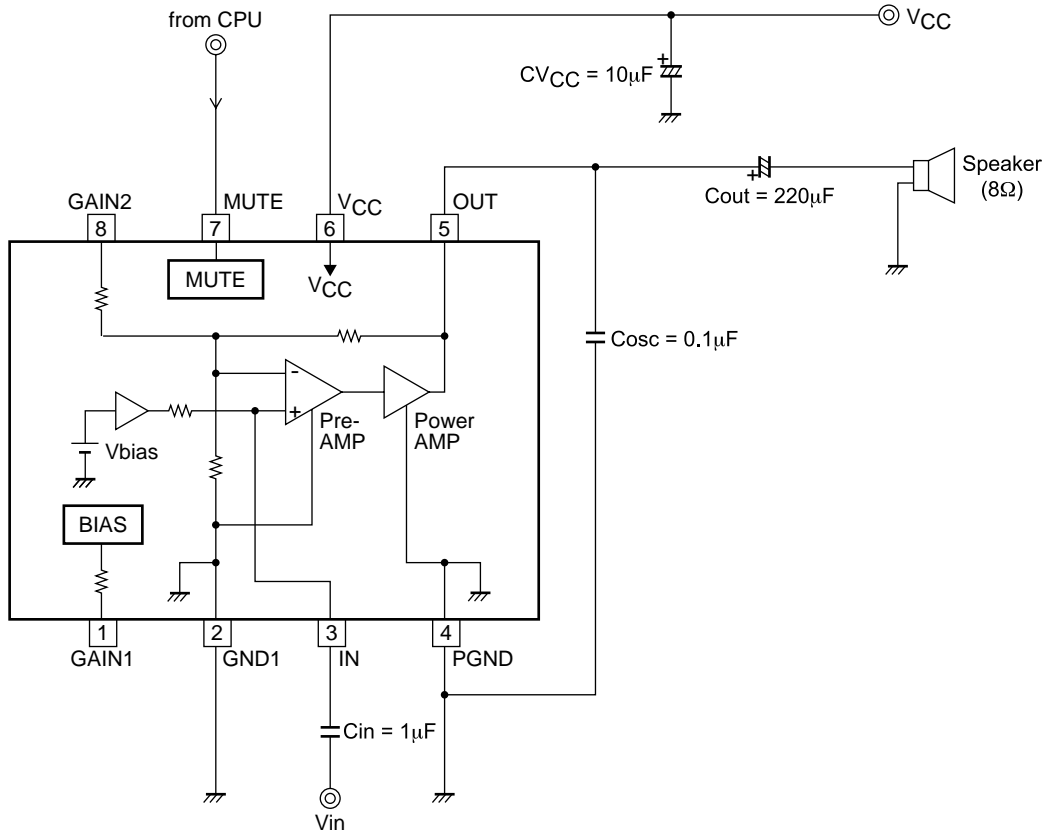 from CPU
VCC
CVCC = 10μF
+
Speaker
(8Ω)
+
Cout = 220μF
GAIN2
MUTE
VCC
OUT
8
7
6
5
MUTE
VCC
Cosc = 0.1μF
-
+
Pre-
AMP
Power
AMP
Vbias
BIAS
1
2
3
4
GAIN1
GND1
IN
PGND
Cin = 1μF
Vin